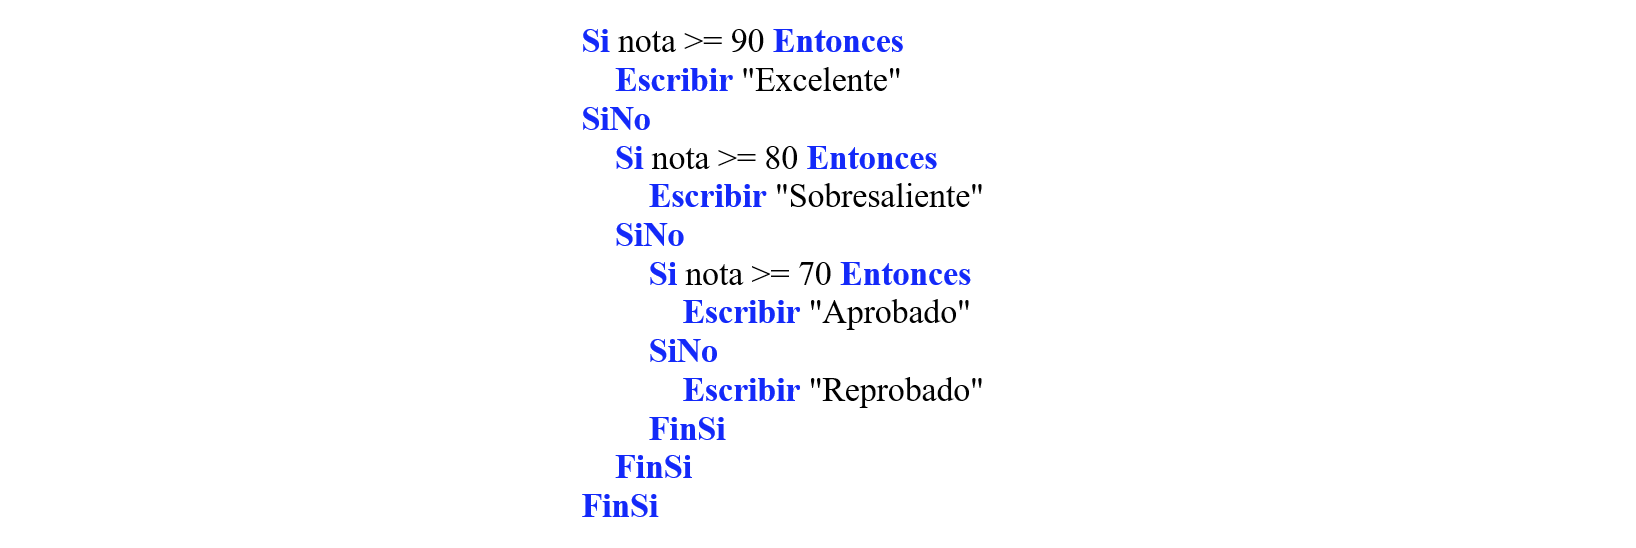 Si nota >= 90 Entonces
Escribir "Excelente"
SiNo
Si nota >= 80 Entonces
Escribir "Sobresaliente"
SiNo
Si nota >= 70 Entonces
Escribir "Aprobado"
SiNo
Escribir "Reprobado"
FinSi
FinSi
FinSi